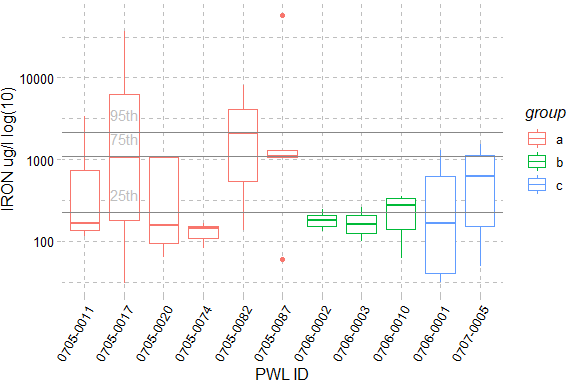 IRON ug/l log(10)
10000
1000
100
95th
75th
25th
0705-0011
0705-0017
0705-0020
0705-0074
0705-0082
0705-0087
0706-0002
0706-0003
0706-0010
0706-0001
0707-0005
PWL ID
group
a
b
c